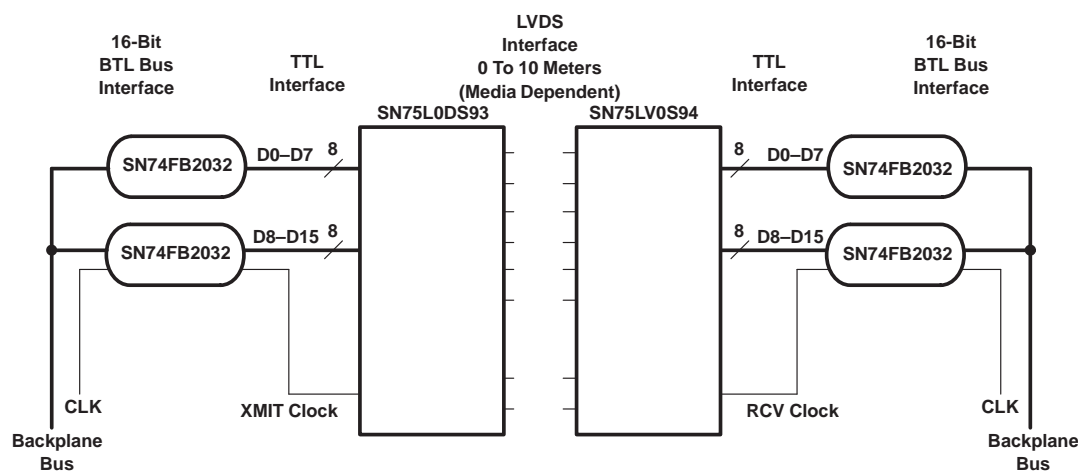 LVDS
Interface
0 To 10 Meters
(Media Dependent)
16-Bit
BTL Bus
Interface
TTL
Interface
TTL
Interface
16-Bit
BTL Bus
Interface
SN75L0DS93
SN75LV0S94
SN74FB2032
D0–D7
8
8
D0–D7
SN74FB2032
SN74FB2032
D8–D15
8
8
D8–D15
SN74FB2032
CLK
XMIT Clock
RCV Clock
CLK
Backplane
Bus
Backplane
Bus